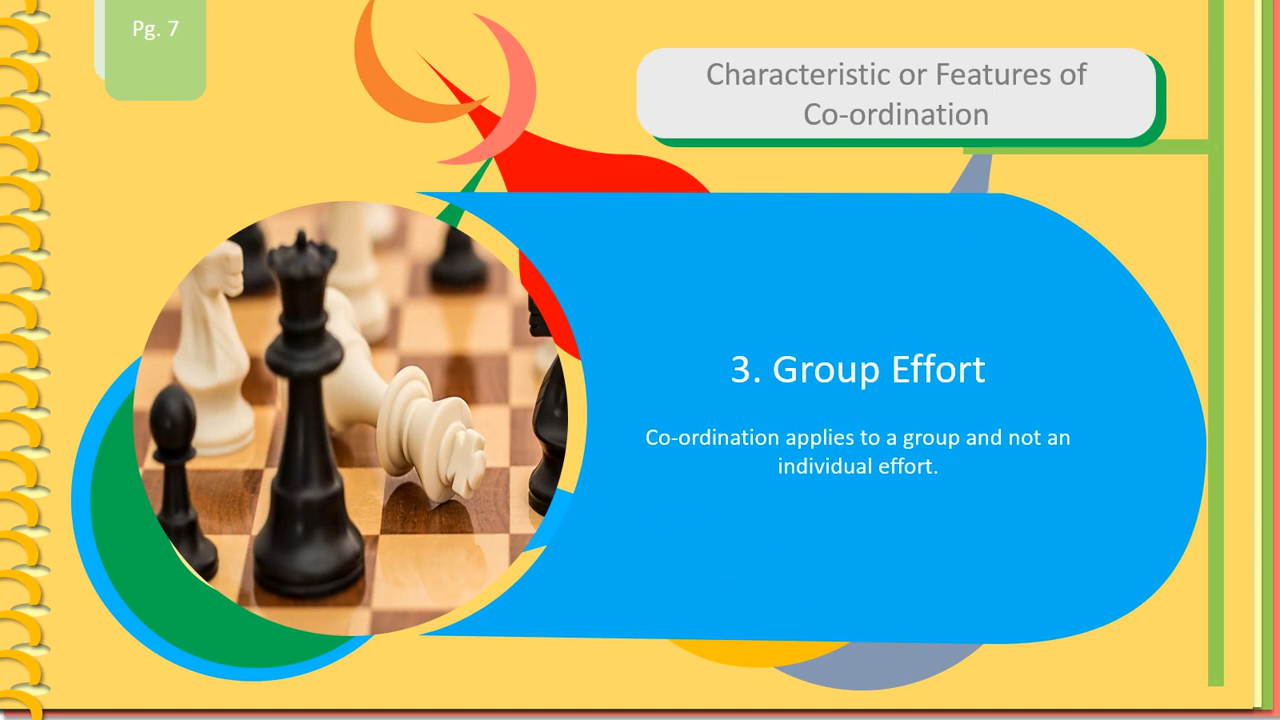 Pg. 7
Characteristic or Features of
Co-ordination
3. Group Effort
Co-ordination applies to a group and not an
individual effort.